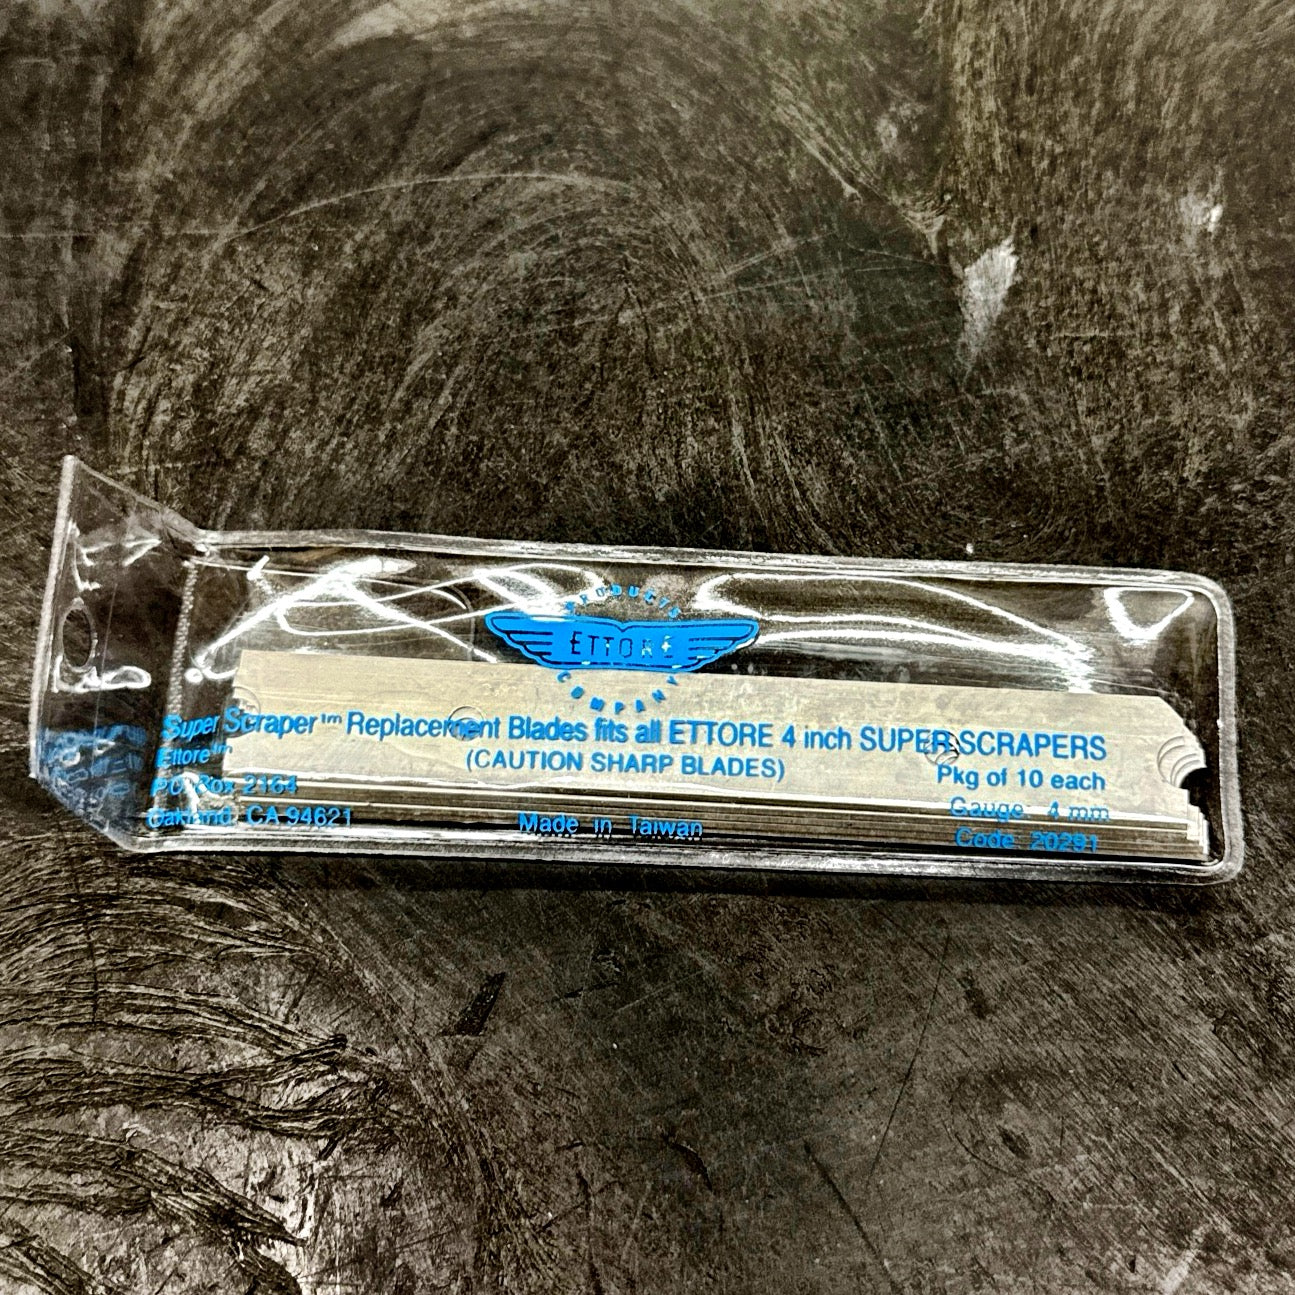 PRODUCTS
ETTORE
COMPANY
Super Scraper™ Replacement Blades fits all ETTORE 4 inch SUPER SCRAPERS
(CAUTION SHARP BLADES)
Ettore™
PO Box 2164
Oakland, CA 94621
Made in Taiwan
Pkg of 10 each
Gauge: 4 mm
Code: 20291